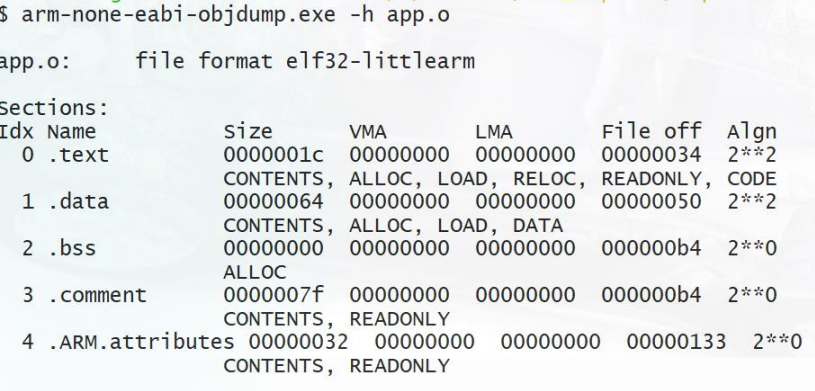 $ arm-none-eabi-objdump.exe -h app.o
app.o:     file format elf32-littlearm
Sections:
Idx Name          Size      VMA       LMA       File off  Algn
  0 .text         0000001c  00000000  00000000  00000034  2**2
                  CONTENTS, ALLOC, LOAD, RELOC, READONLY, CODE
  1 .data         00000064  00000000  00000000  00000050  2**2
                  CONTENTS, ALLOC, LOAD, DATA
  2 .bss          00000000  00000000  00000000  000000b4  2**0
                  ALLOC
  3 .comment      0000007f  00000000  00000000  000000b4  2**0
                  CONTENTS, READONLY
  4 .ARM.attributes 00000032  00000000  00000000  00000133  2**0
                  CONTENTS, READONLY